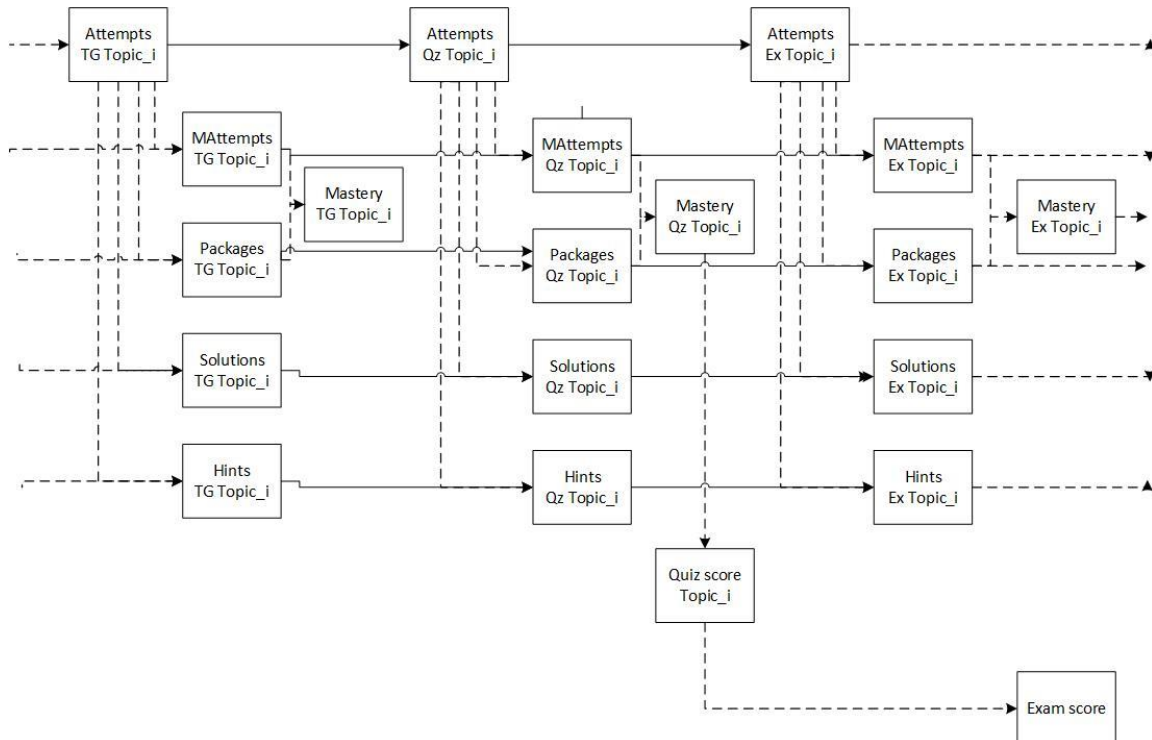 Attempts
TG Topic_i
Attempts
Qz Topic_i
Attempts
Ex Topic_i
MAttempts
TG Topic_i
MAttempts
Qz Topic_i
MAttempts
Ex Topic_i
Mastery
TG Topic_i
Mastery
Qz Topic_i
Mastery
Ex Topic_i
Packages
TG Topic_i
Packages
Qz Topic_i
Packages
Ex Topic_i
Solutions
TG Topic_i
Solutions
Qz Topic_i
Solutions
Ex Topic_i
Hints
TG Topic_i
Hints
Qz Topic_i
Hints
Ex Topic_i
Quiz score
Topic_i
Exam score